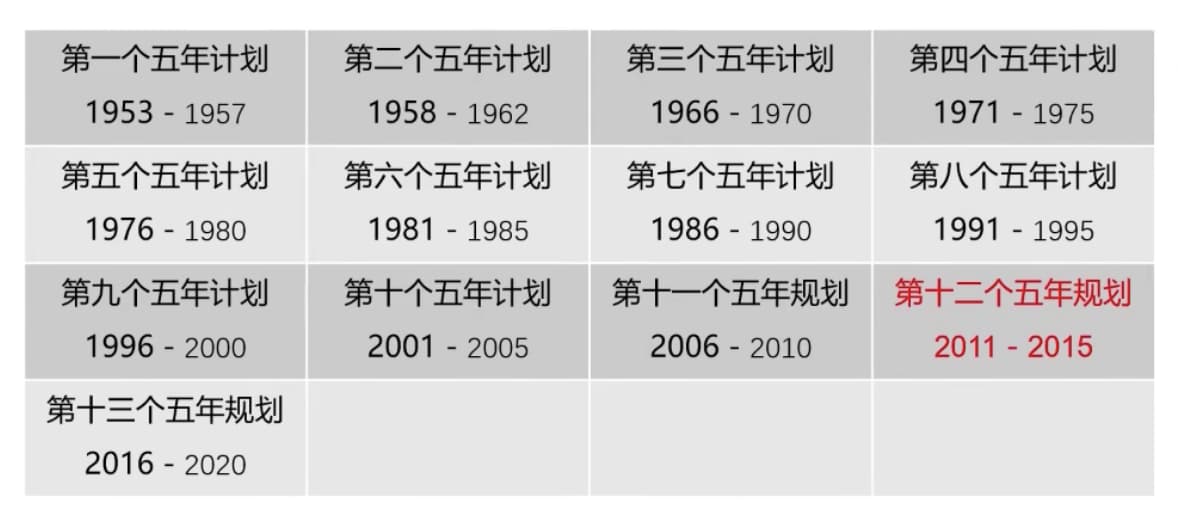 第一个五年计划
1953 - 1957
第二个五年计划
1958 - 1962
第三个五年计划
1966 - 1970
第四个五年计划
1971 - 1975
第五个五年计划
1976 - 1980
第六个五年计划
1981 - 1985
第七个五年计划
1986 - 1990
第八个五年计划
1991 - 1995
第九个五年计划
1996 - 2000
第十个五年计划
2001 - 2005
第十一个五年规划
2006 - 2010
第十二个五年规划
2011 - 2015
第十三个五年规划
2016 - 2020